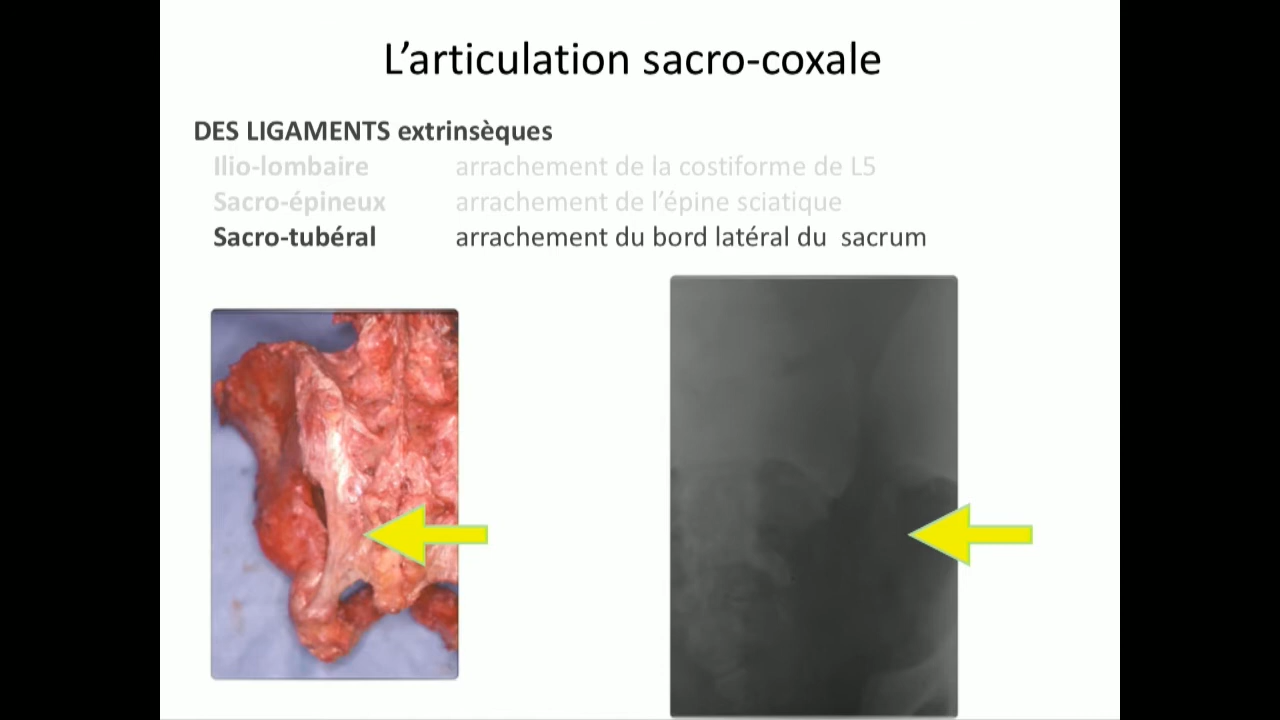 L’articulation sacro-coxale
DES LIGAMENTS extrinsèques
Ilio-lombaire arrachement de la costiforme de L5
Sacro-épineux arrachement de l’épine sciatique
Sacro-tubéral arrachement du bord latéral du sacrum